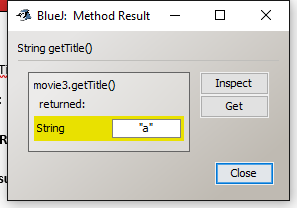 BlueJ: Method Result
String getTitle()
movie3.getTitle()
returned:
String "a"
Inspect
Get
Close